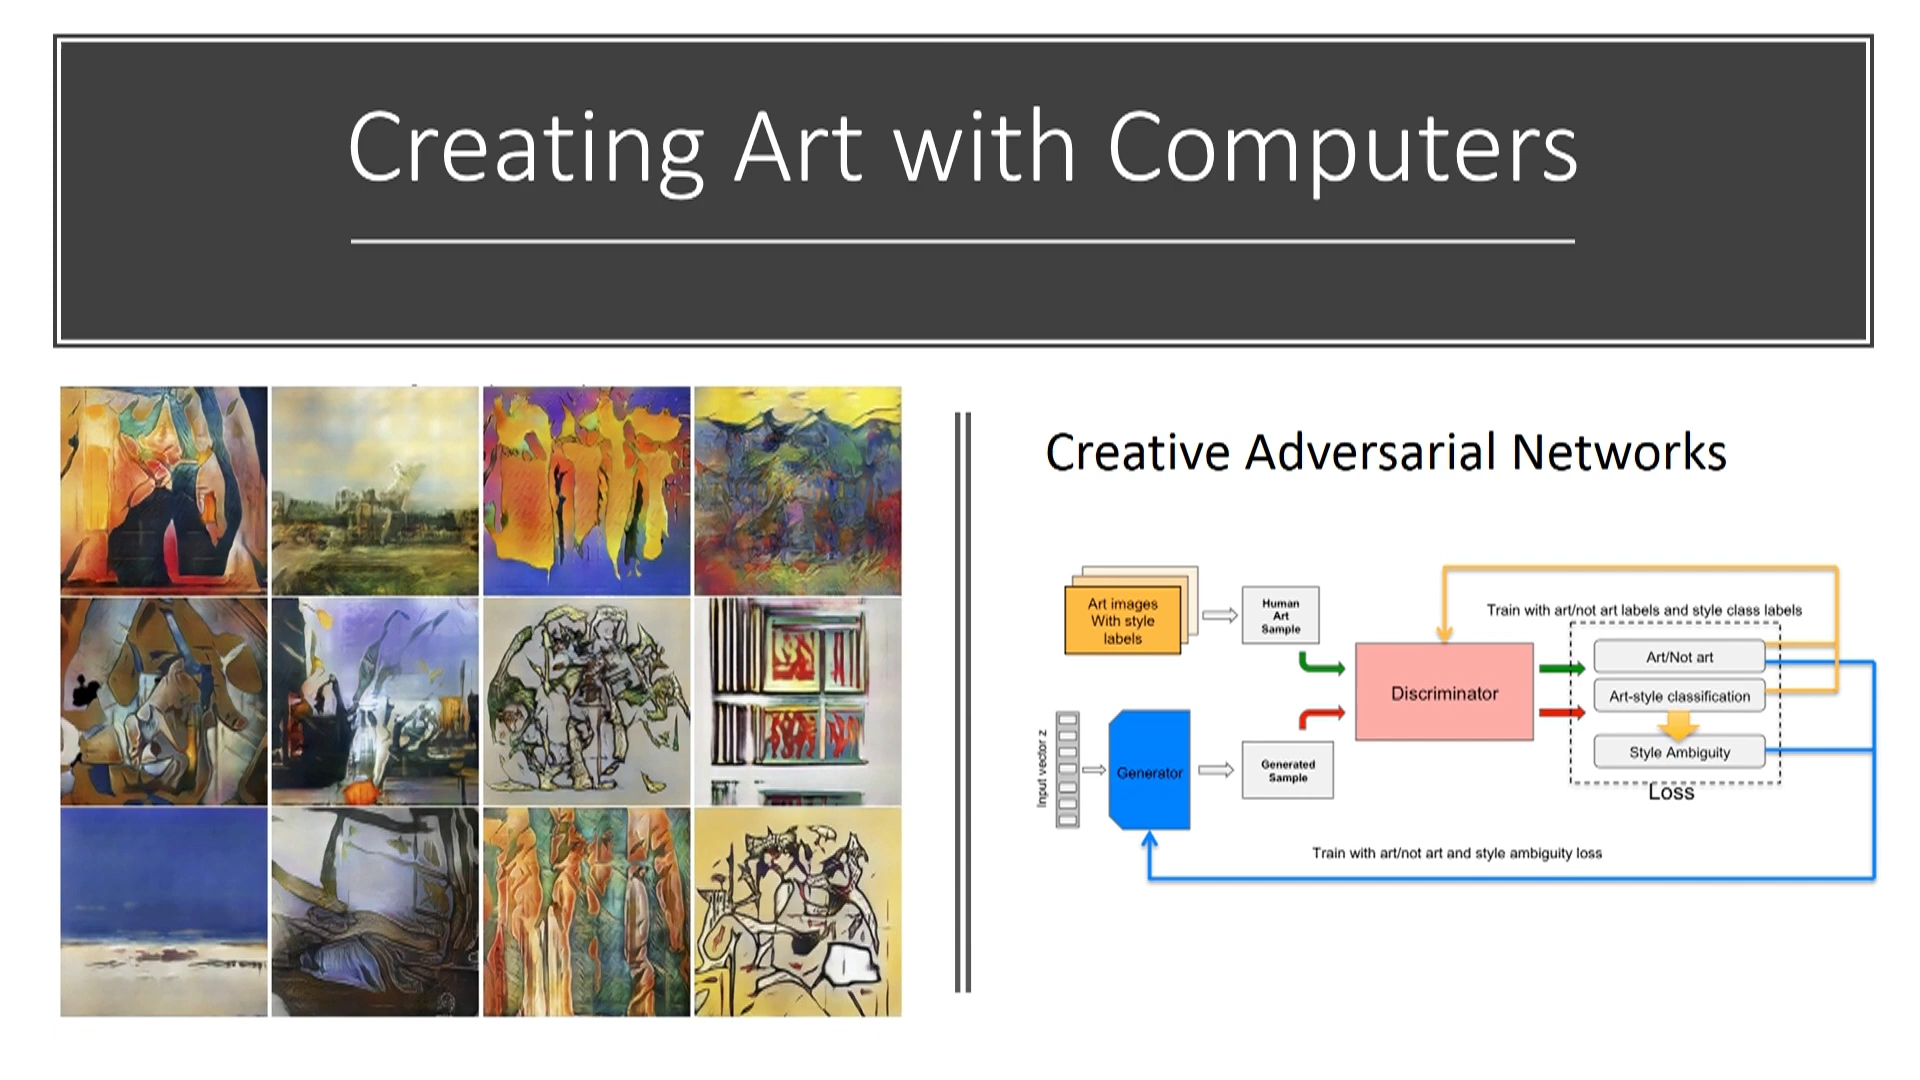 Creating Art with Computers
Creative Adversarial Networks
Art images
With style
labels
Human
Art
Sample
Train with art/not art labels and style class labels
Discriminator
Art/Not art
Art-style classification
Style Ambiguity
Loss
Input vector z
Generator
Generated
Sample
Train with art/not art and style ambiguity loss